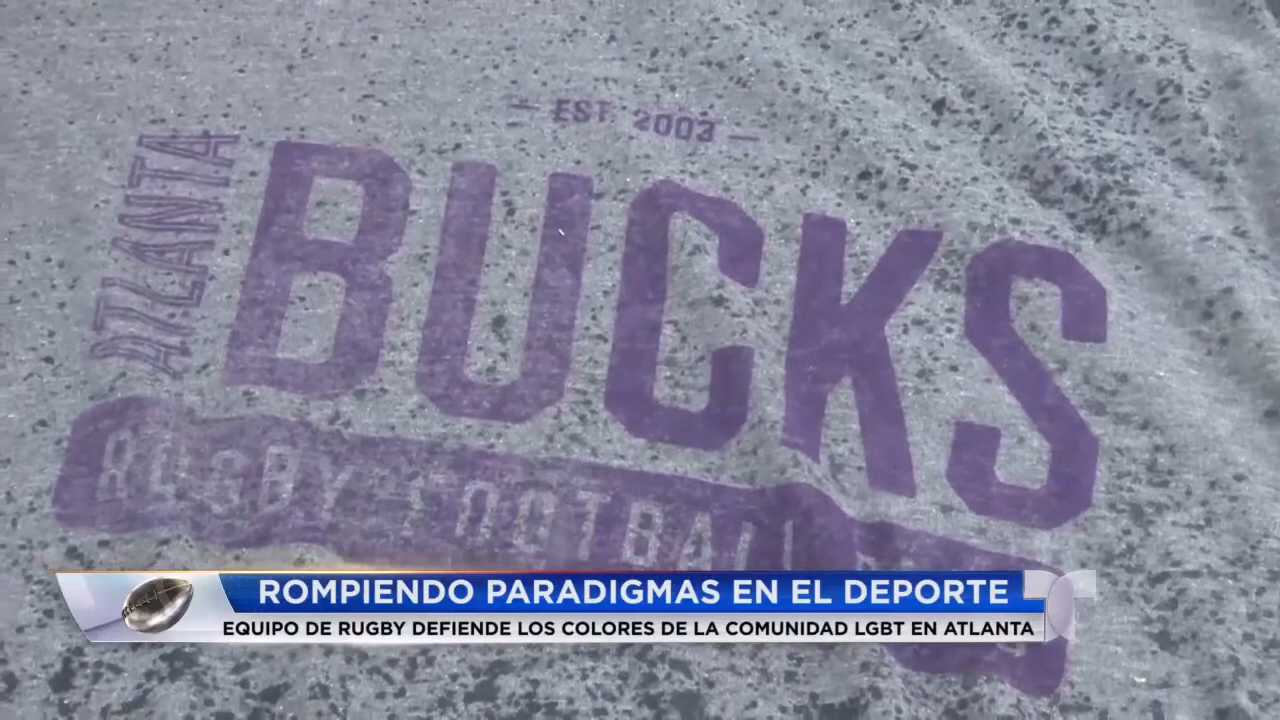 — EST. 2003 —
ATLANTA
BUCKS
RUGBY FOOTBALL
ROMPIENDO PARADIGMAS EN EL DEPORTE
EQUIPO DE RUGBY DEFIENDE LOS COLORES DE LA COMUNIDAD LGBT EN ATLANTA